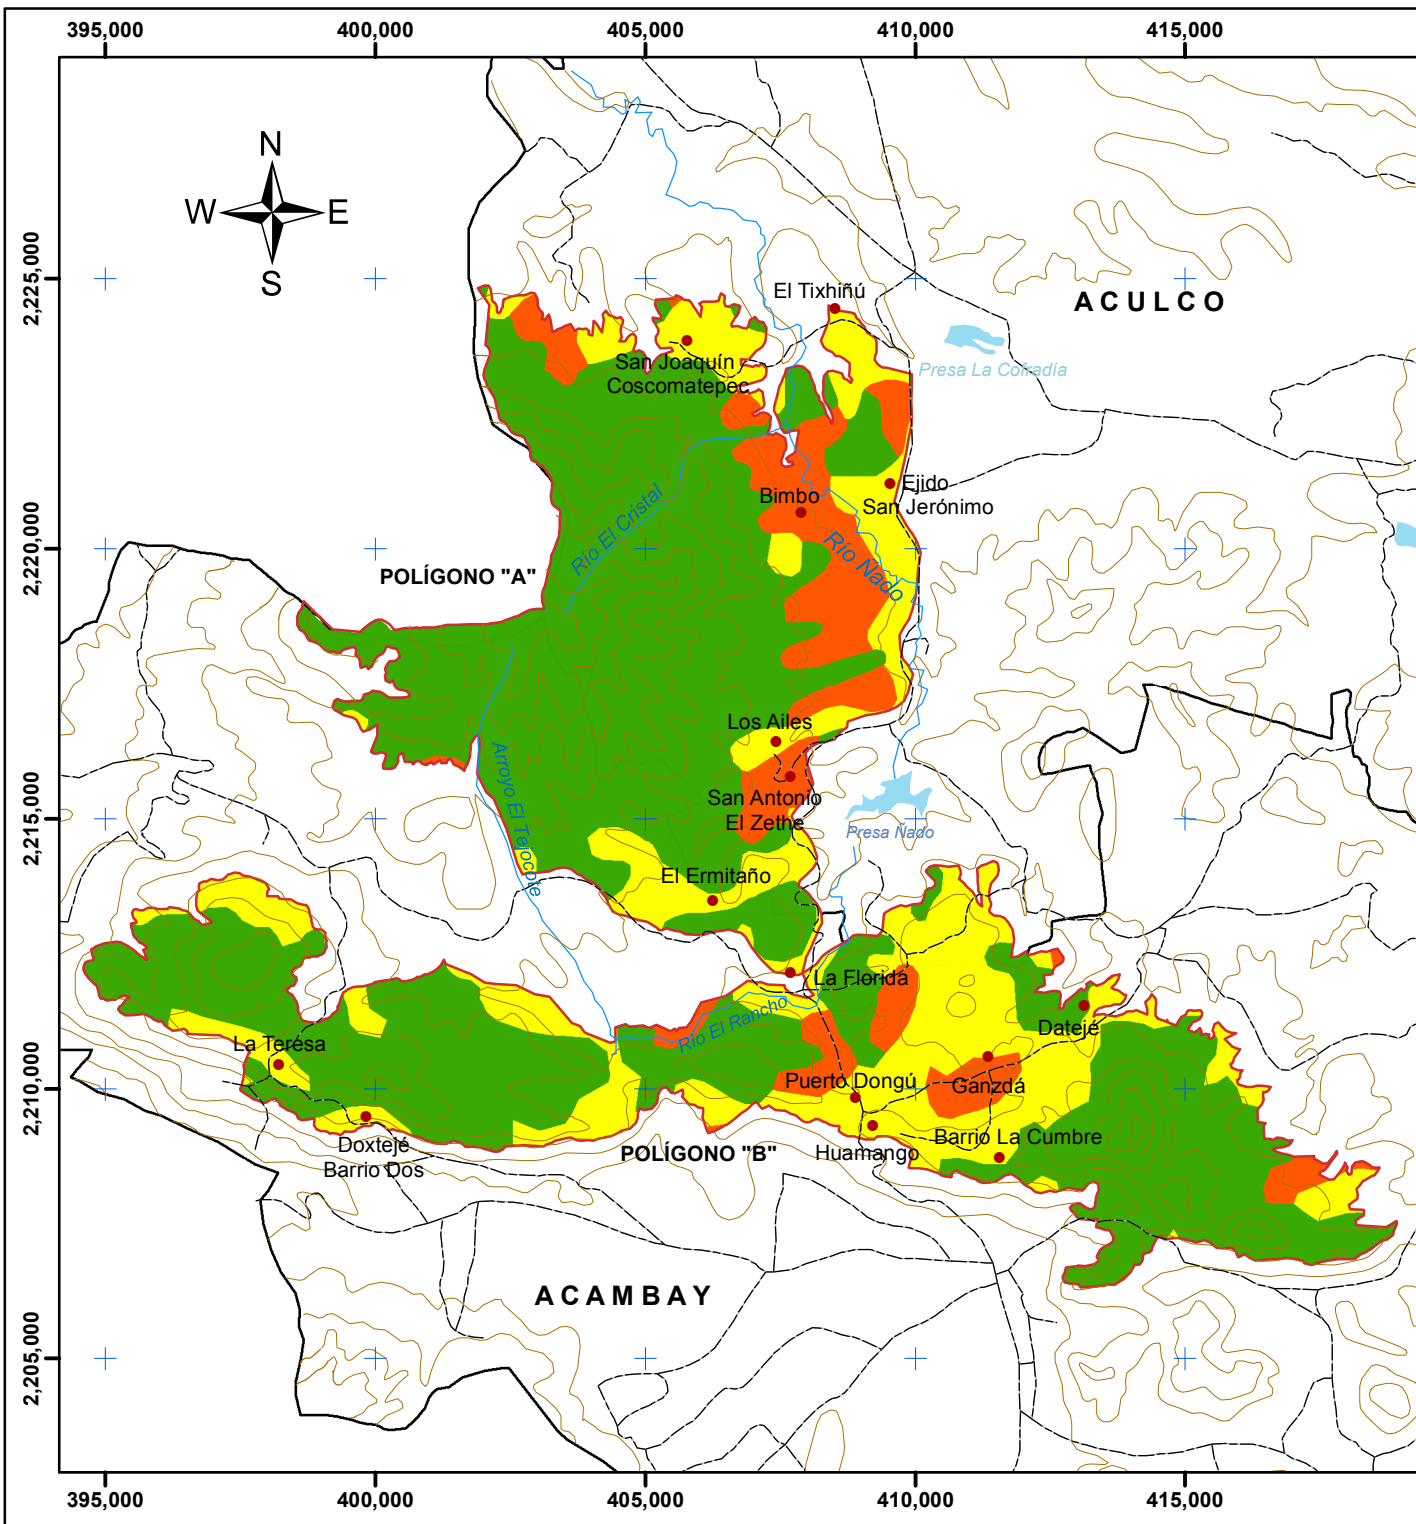 395,000
400,000
405,000
410,000
415,000
N
W
E
S
2,225,000
2,220,000
2,215,000
2,210,000
2,205,000
El Tixhiñú
ACULCO
San Joaquín
Coscomatepec
Presa La Cofradía
Ejido
San Jerónimo
Bimbo
Río El Cristal
Río Ñado
POLÍGONO "A"
Los Ailes
Arroyo El Tejocote
San Antonio
El Zethe
Presa Ñado
El Ermitaño
La Florida
Río El Rancho
Datejé
La Teresa
Puerto Dongú
Ganzdá
Doxtejé
Barrio Dos
POLÍGONO "B"
Huamango
Barrio La Cumbre
ACAMBAY
395,000
400,000
405,000
410,000
415,000